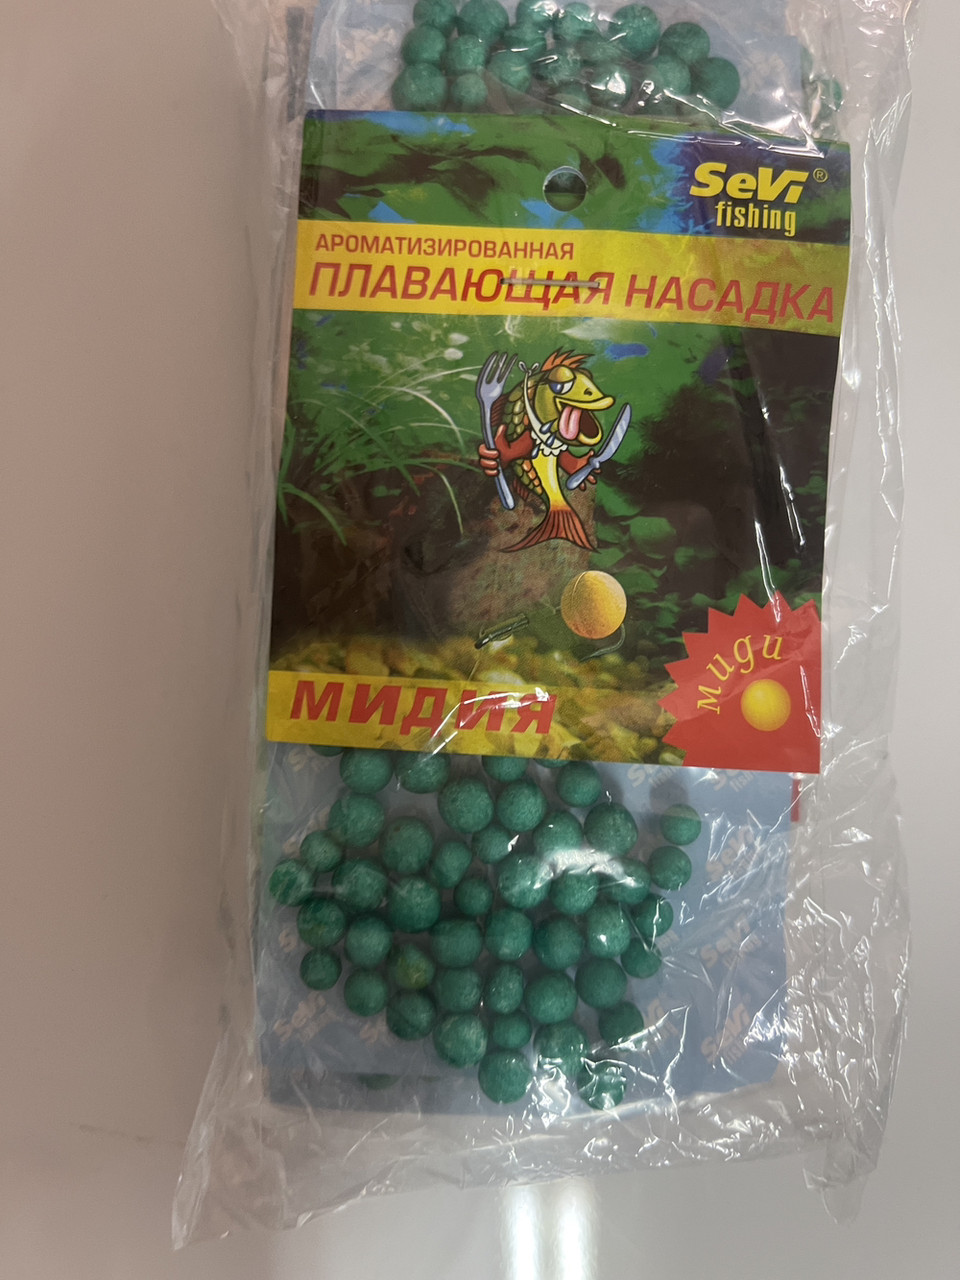 SeVi®
fishing
АРОМАТИЗИРОВАННАЯ
ПЛАВАЮЩАЯ НАСАДКА
миди
МИДИЯ